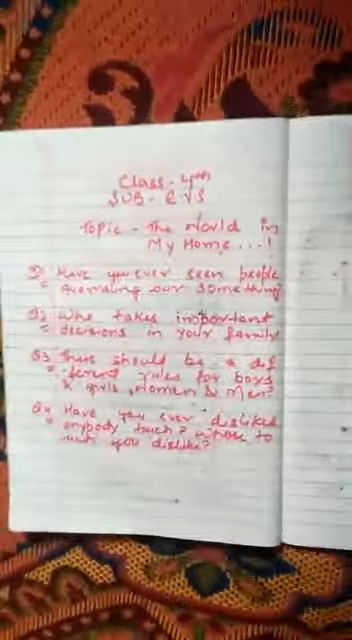 Class - 4th
SUB - EVS
Topic - The World in
My Home...!
Q1 Have you ever seen people
quarreling over something
Q2 Who takes important
decisions in your family
Q3 There should be a dif
-ferent rules for boys
& girls, Women & Men?
Q4 Have you ever dislikes
anybody touch? whose to
uch you dislike?